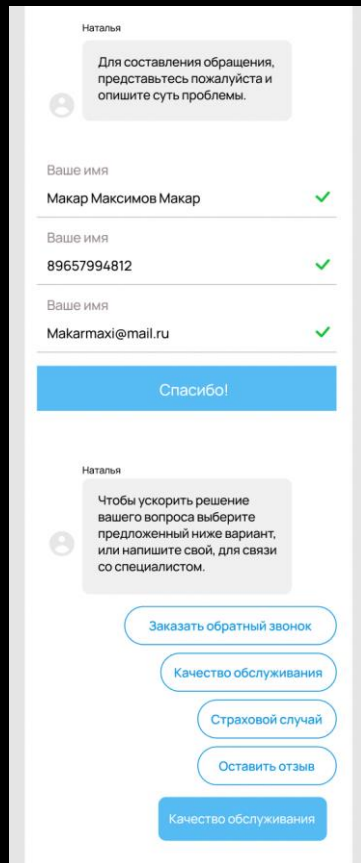 Наталья
Для составления обращения,
представьтесь пожалуйста и
опишите суть проблемы.
Ваше имя
Макар Максимов Макар
Ваше имя
89657994812
Ваше имя
Makarmaxi@mail.ru
Спасибо!
Наталья
Чтобы ускорить решение
вашего вопроса выберите
предложенный ниже вариант,
или напишите свой, для связи
со специалистом.
Заказать обратный звонок
Качество обслуживания
Страховой случай
Оставить отзыв
Качество обслуживания